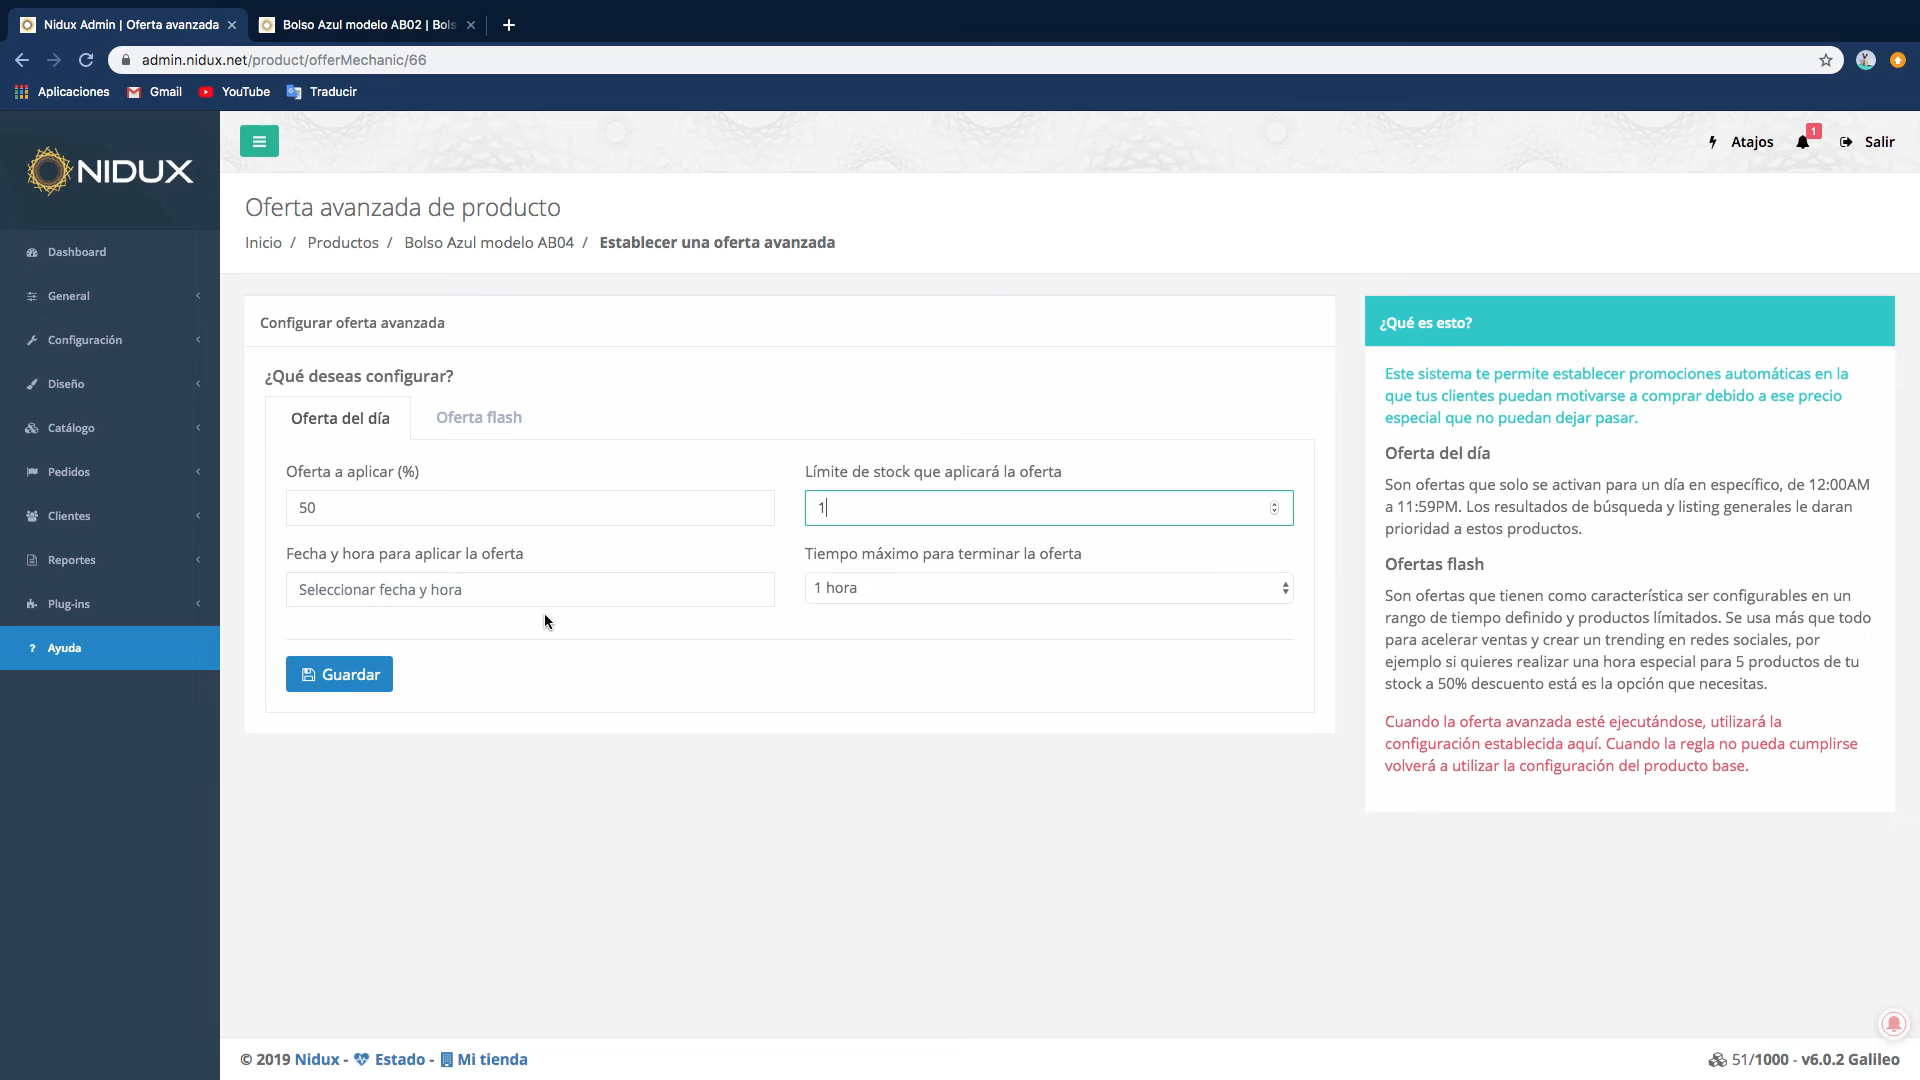 Nidux Admin | Oferta avanzada
Bolso Azul modelo AB02 | Bols
admin.nidux.net/product/offerMechanic/66
Aplicaciones
Gmail
YouTube
Traducir
NIDUX
Atajos
1
Salir
Oferta avanzada de producto
Inicio / Productos / Bolso Azul modelo AB04 / Establecer una oferta avanzada
Dashboard
General
Configuración
Diseño
Catálogo
Pedidos
Clientes
Reportes
Plug-ins
? Ayuda
Configurar oferta avanzada
¿Qué deseas configurar?
Oferta del día
Oferta flash
Oferta a aplicar (%)
50
Límite de stock que aplicará la oferta
1
Fecha y hora para aplicar la oferta
Seleccionar fecha y hora
Tiempo máximo para terminar la oferta
1 hora
Guardar
¿Qué es esto?
Este sistema te permite establecer promociones automáticas en la
que tus clientes puedan motivarse a comprar debido a ese precio
especial que no puedan dejar pasar.
Oferta del día
Son ofertas que solo se activan para un día en específico, de 12:00AM
a 11:59PM. Los resultados de búsqueda y listing generales le daran
prioridad a estos productos.
Ofertas flash
Son ofertas que tienen como característica ser configurables en un
rango de tiempo definido y productos límitados. Se usa más que todo
para acelerar ventas y crear un trending en redes sociales, por
ejemplo si quieres realizar una hora especial para 5 productos de tu
stock a 50% descuento está es la opción que necesitas.
Cuando la oferta avanzada esté ejecutándose, utilizará la
configuración establecida aquí. Cuando la regla no pueda cumplirse
volverá a utilizar la configuración del producto base.
© 2019 Nidux - Estado - Mi tienda
51/1000 - v6.0.2 Galileo